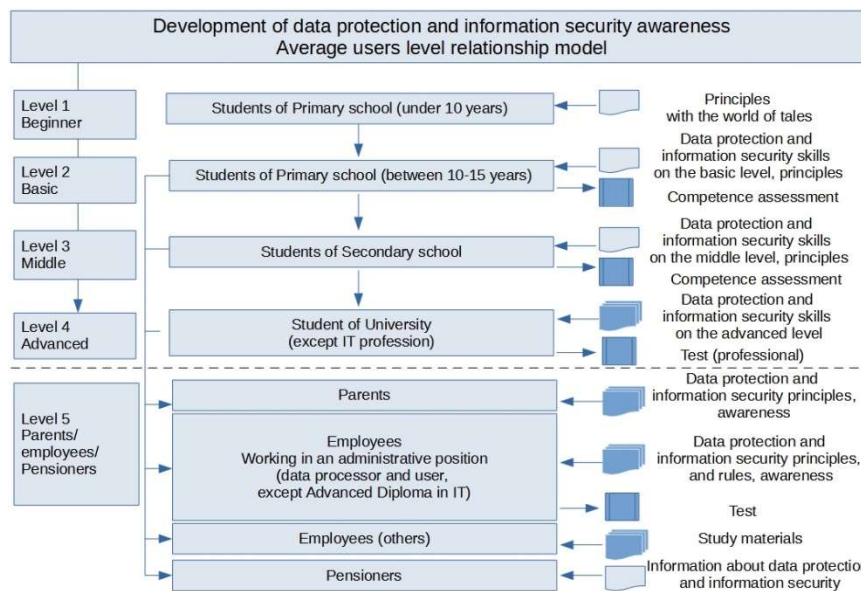 Development of data protection and information security awareness
Average users level relationship model
Level 1
Beginner
Students of Primary school (under 10 years)
Principles
with the world of tales
Level 2
Basic
Students of Primary school (between 10-15 years)
Data protection and
information security skills
on the basic level, principles
Competence assessment
Level 3
Middle
Students of Secondary school
Data protection and
information security skills
on the middle level, principles
Competence assessment
Level 4
Advanced
Student of University
(except IT profession)
Data protection and
information security skills
on the advanced level
Test (professional)
Level 5
Parents/
employees/
Pensioners
Parents
Data protection and
information security principles,
awareness
Employees
Working in an administrative position
(data processor and user,
except Advanced Diploma in IT)
Data protection and
information security principles,
and rules, awareness
Test
Employees (others)
Study materials
Pensioners
Information about data protectio
and information security